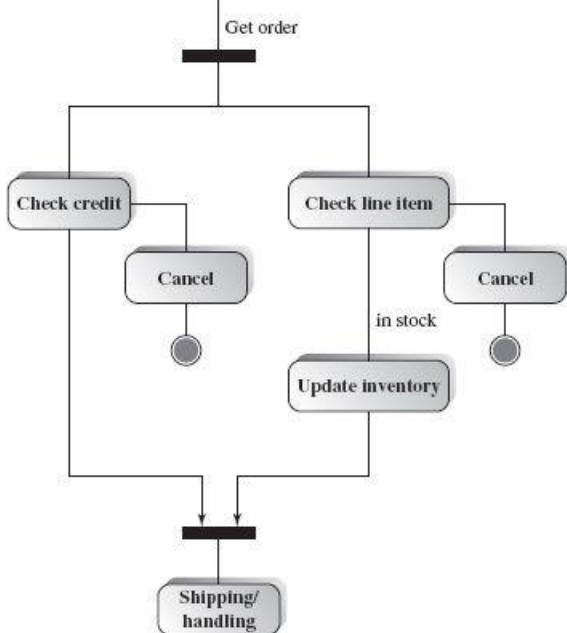 Get order
Check credit
Check line item
Cancel
Cancel
in stock
Update inventory
Shipping/
handling